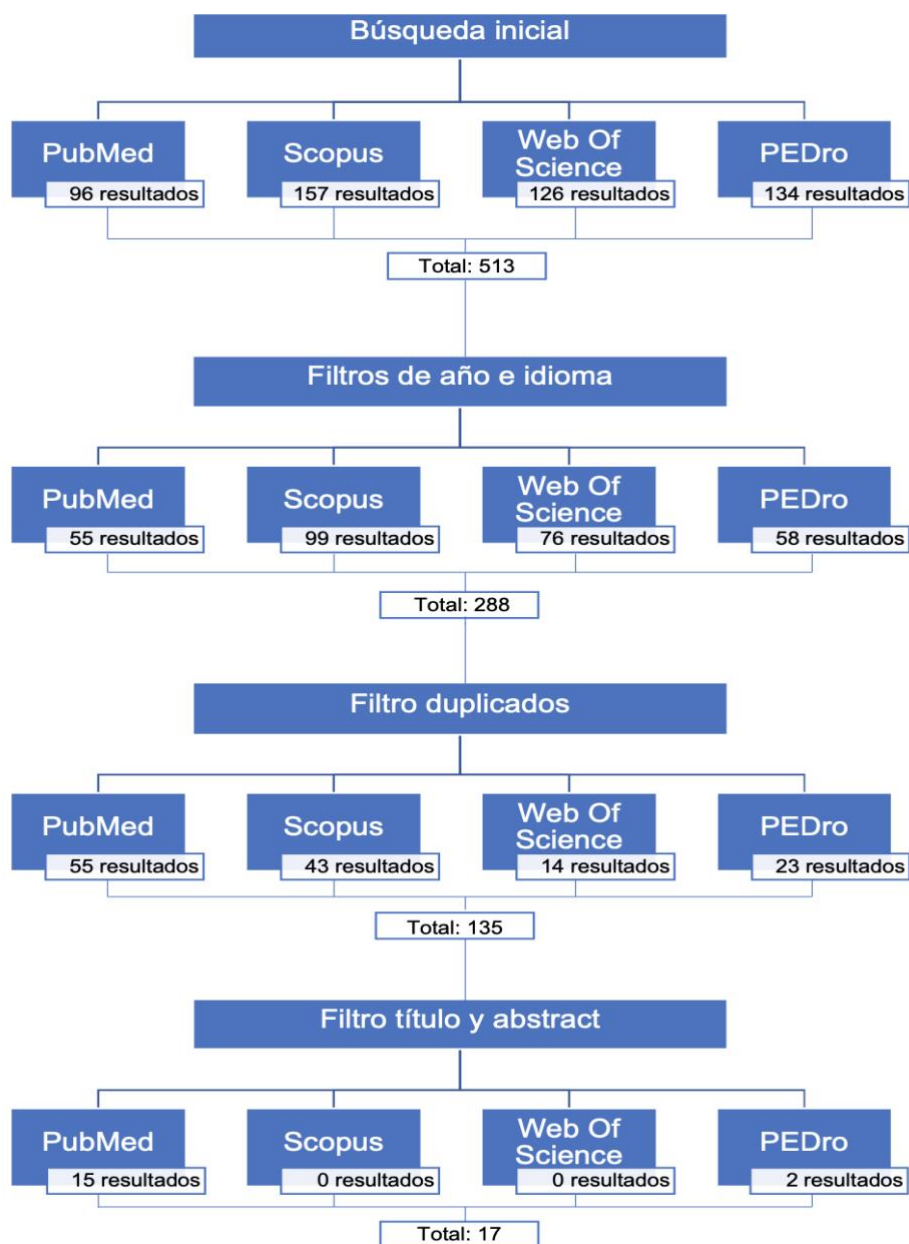 Búsqueda inicial
PubMed
96 resultados
Scopus
157 resultados
Web Of
Science
126 resultados
PEDro
134 resultados
Total: 513
Filtros de año e idioma
PubMed
55 resultados
Scopus
99 resultados
Web Of
Science
76 resultados
PEDro
58 resultados
Total: 288
Filtro duplicados
PubMed
55 resultados
Scopus
43 resultados
Web Of
Science
14 resultados
PEDro
23 resultados
Total: 135
Filtro título y abstract
PubMed
15 resultados
Scopus
0 resultados
Web Of
Science
0 resultados
PEDro
2 resultados
Total: 17